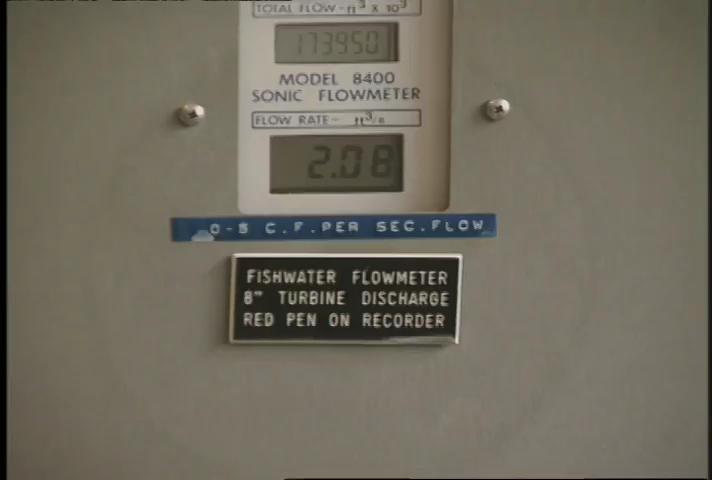 TOTAL FLOW-ft³ x 10³
173950
MODEL 8400
SONIC FLOWMETER
FLOW RATE- ft³/s
2.08
0-5 C.F.PER SEC.FLOW
FISHWATER FLOWMETER
8" TURBINE DISCHARGE
RED PEN ON RECORDER